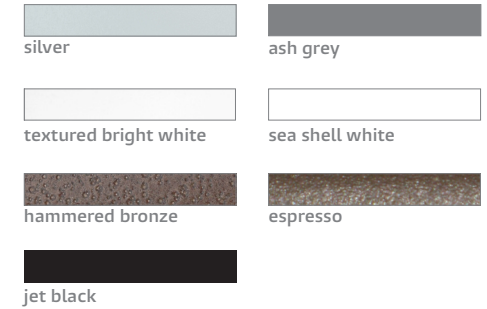 silver
ash grey
textured bright white
sea shell white
hammered bronze
espresso
jet black